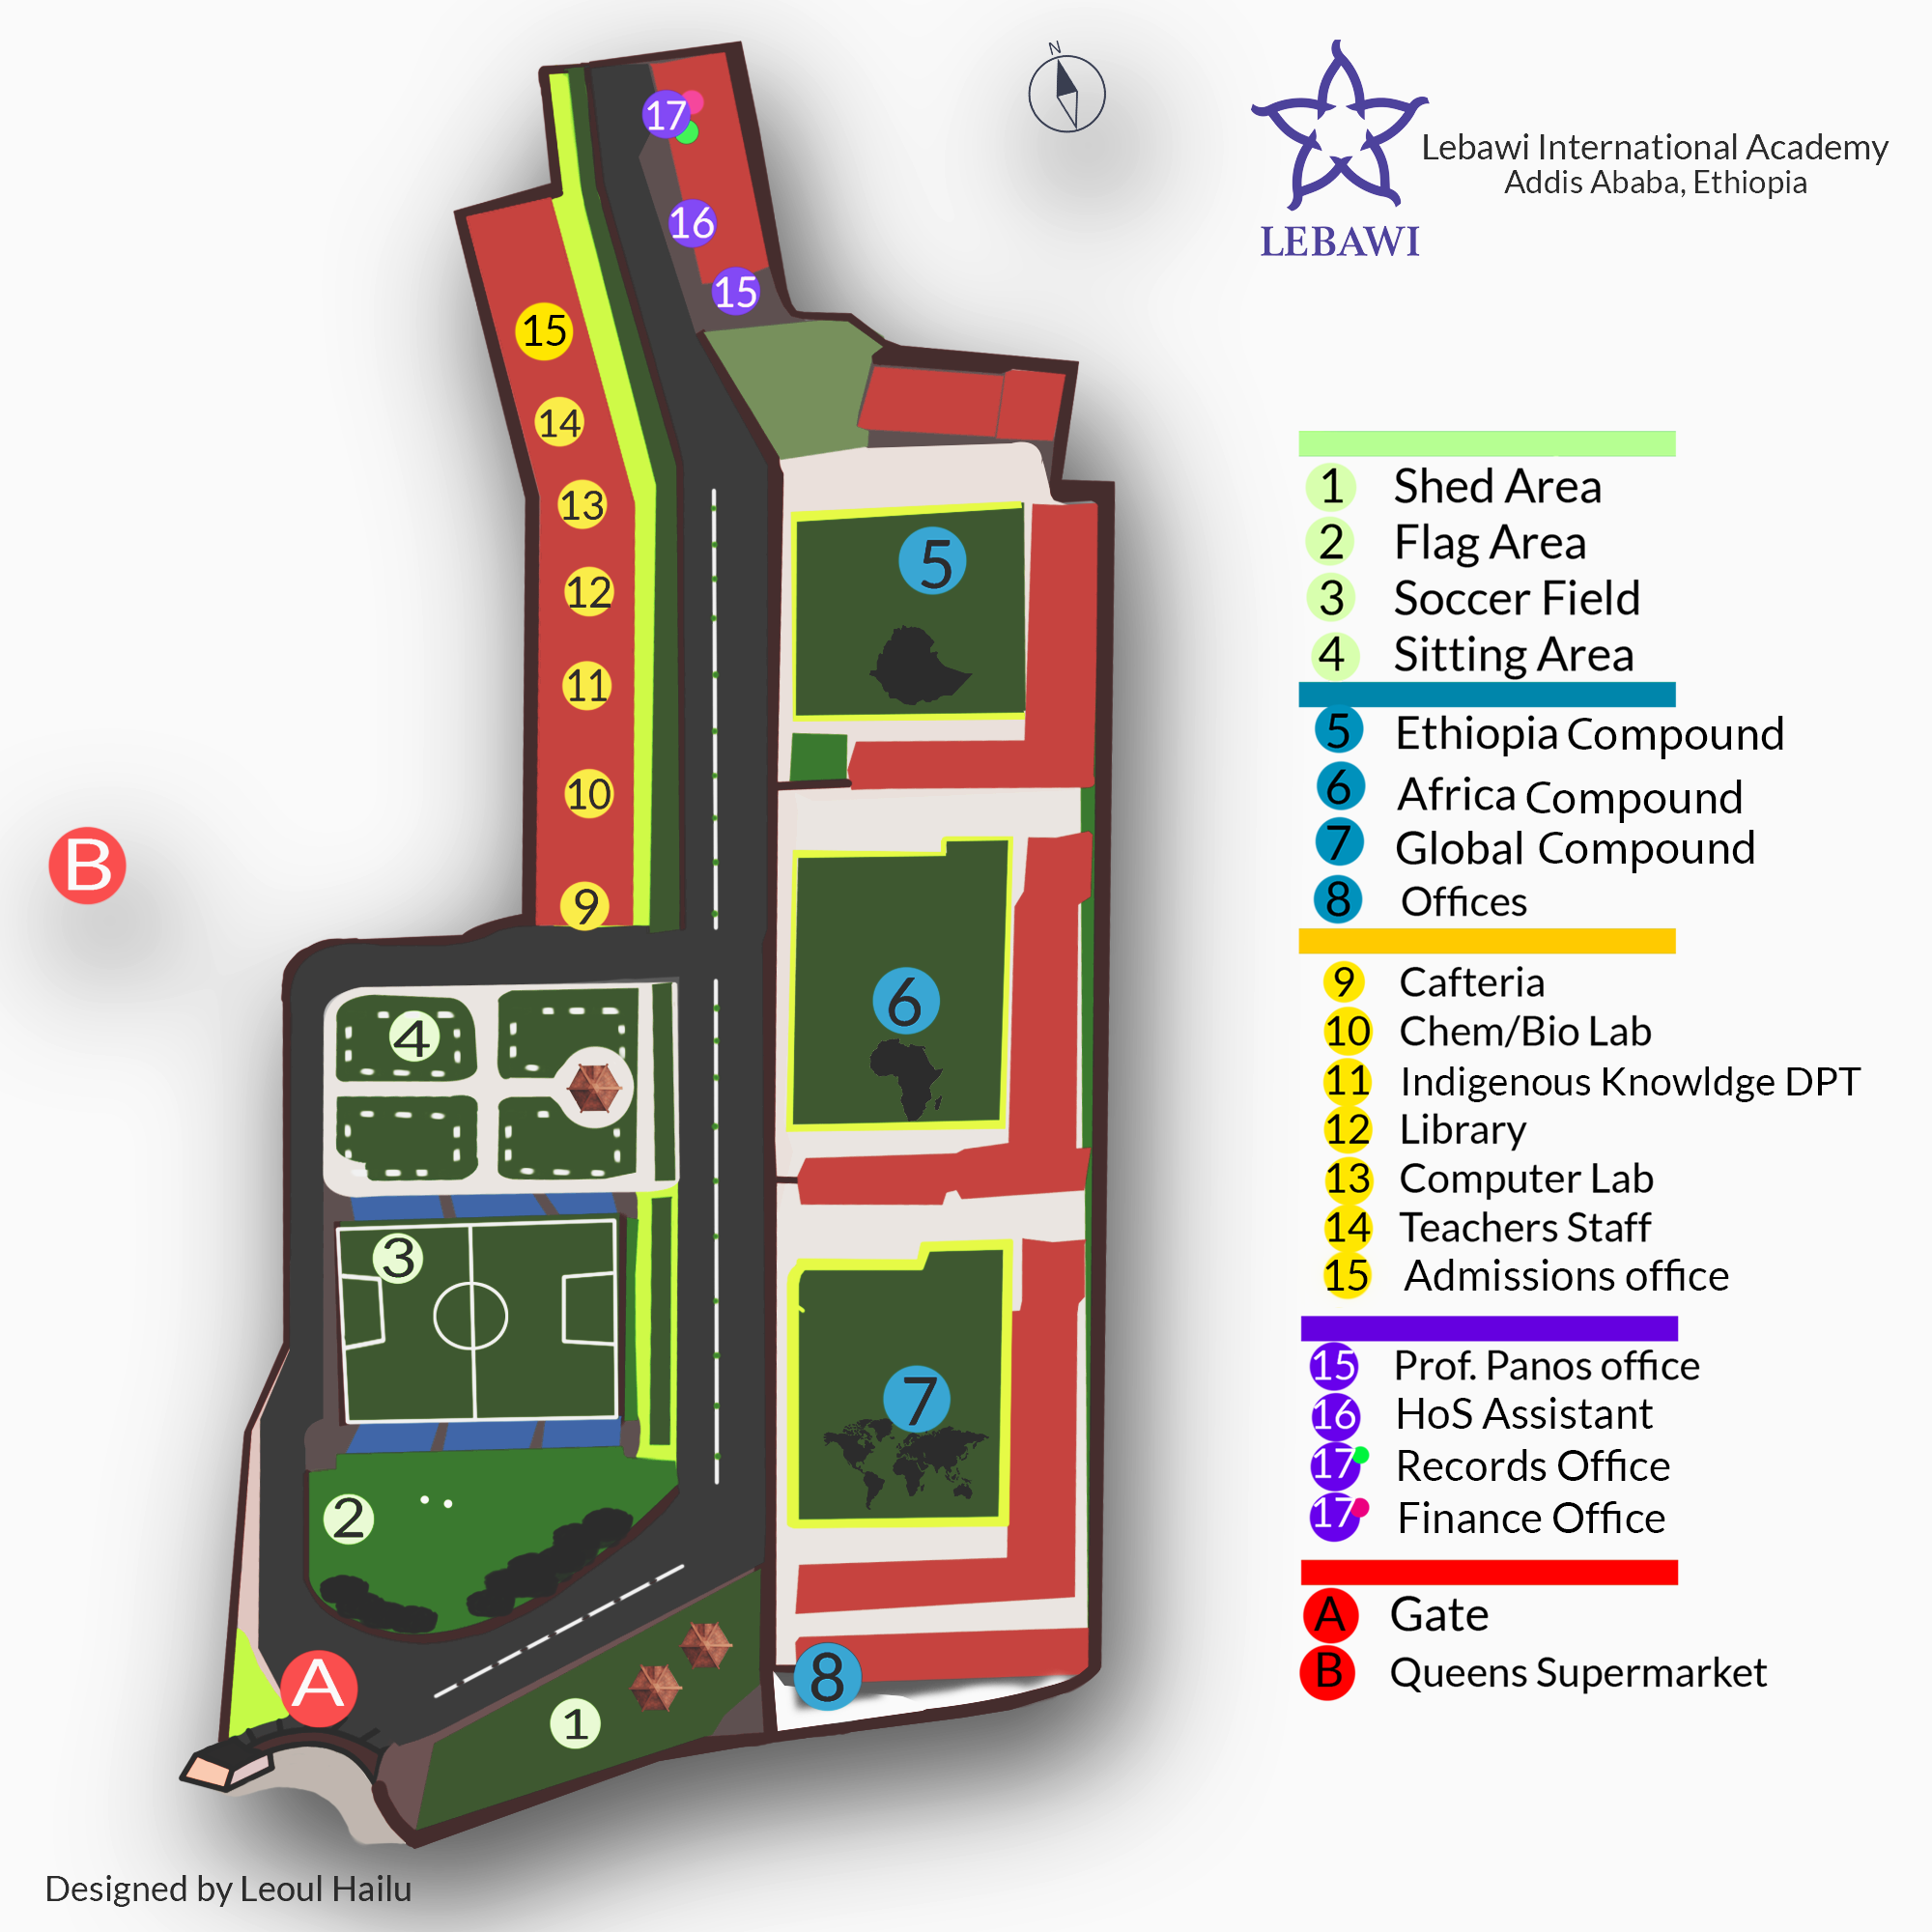 N
Lebawi International Academy
Addis Ababa, Ethiopia
LEBAWI
17
16
15
15
14
13
12
11
10
9
5
B
6
4
3
7
2
A
8
1
1 Shed Area
2 Flag Area
3 Soccer Field
4 Sitting Area
5 Ethiopia Compound
6 Africa Compound
7 Global Compound
8 Offices
9 Cafteria
10 Chem/Bio Lab
11 Indigenous Knowldge DPT
12 Library
13 Computer Lab
14 Teachers Staff
15 Admissions office
15 Prof. Panos office
16 HoS Assistant
17 Records Office
17 Finance Office
A Gate
B Queens Supermarket
Designed by Leoul Hailu